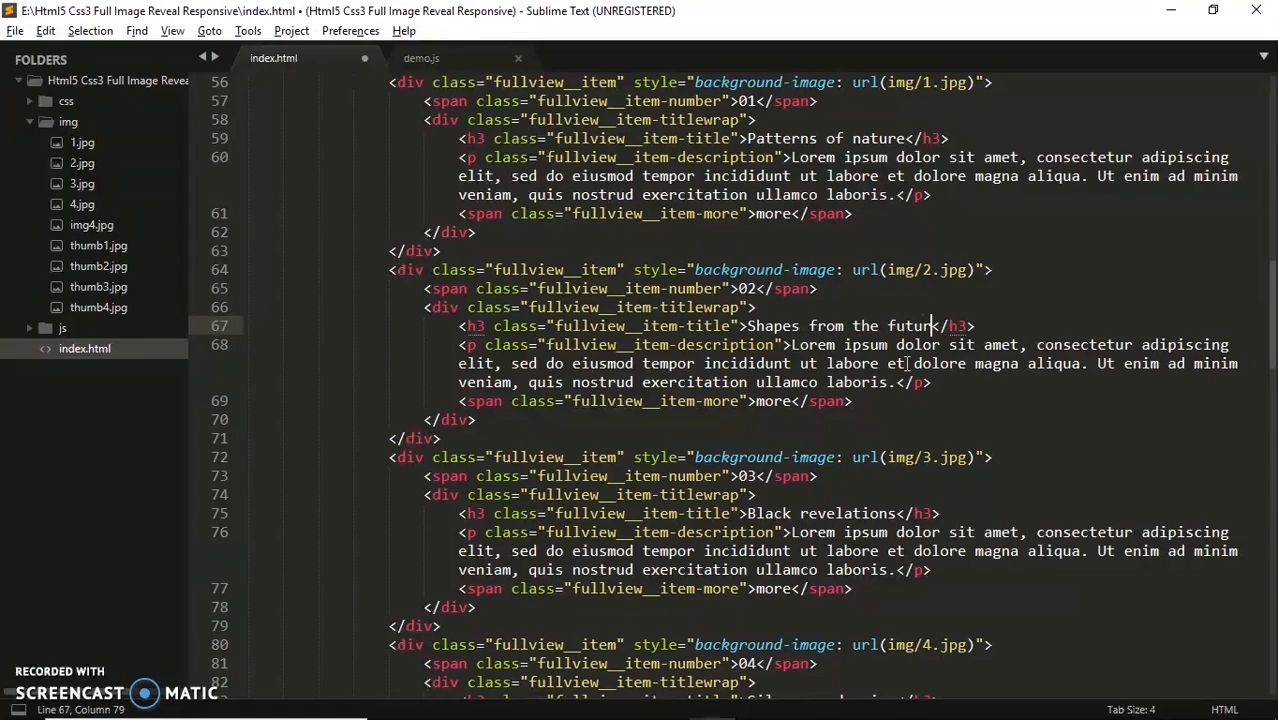 E:\Html5 Css3 Full Image Reveal Responsive\index.html • (Html5 Css3 Full Image Reveal Responsive) - Sublime Text (UNREGISTERED)
File Edit Selection Find View Goto Tools Project Preferences Help
FOLDERS
Html5 Css3 Full Image Revea
css
img
1.jpg
2.jpg
3.jpg
4.jpg
img4.jpg
thumb1.jpg
thumb2.jpg
thumb3.jpg
thumb4.jpg
js
index.html
index.html demo.js
56 <div class="fullview__item" style="background-image: url(img/1.jpg)">
57 <span class="fullview__item-number">01</span>
58 <div class="fullview__item-titlewrap">
59 <h3 class="fullview__item-title">Patterns of nature</h3>
60 <p class="fullview__item-description">Lorem ipsum dolor sit amet, consectetur adipiscing
elit, sed do eiusmod tempor incididunt ut labore et dolore magna aliqua. Ut enim ad minim
veniam, quis nostrud exercitation ullamco laboris.</p>
61 <span class="fullview__item-more">more</span>
62 </div>
63 </div>
64 <div class="fullview__item" style="background-image: url(img/2.jpg)">
65 <span class="fullview__item-number">02</span>
66 <div class="fullview__item-titlewrap">
67 <h3 class="fullview__item-title">Shapes from the futur</h3>
68 <p class="fullview__item-description">Lorem ipsum dolor sit amet, consectetur adipiscing
elit, sed do eiusmod tempor incididunt ut labore et dolore magna aliqua. Ut enim ad minim
veniam, quis nostrud exercitation ullamco laboris.</p>
69 <span class="fullview__item-more">more</span>
70 </div>
71 </div>
72 <div class="fullview__item" style="background-image: url(img/3.jpg)">
73 <span class="fullview__item-number">03</span>
74 <div class="fullview__item-titlewrap">
75 <h3 class="fullview__item-title">Black revelations</h3>
76 <p class="fullview__item-description">Lorem ipsum dolor sit amet, consectetur adipiscing
elit, sed do eiusmod tempor incididunt ut labore et dolore magna aliqua. Ut enim ad minim
veniam, quis nostrud exercitation ullamco laboris.</p>
77 <span class="fullview__item-more">more</span>
78 </div>
79 </div>
80 <div class="fullview__item" style="background-image: url(img/4.jpg)">
81 <span class="fullview__item-number">04</span>
82 <div class="fullview__item-titlewrap">
RECORDED WITH
SCREENCAST MATIC
Line 67, Column 79 Tab Size: 4 HTML